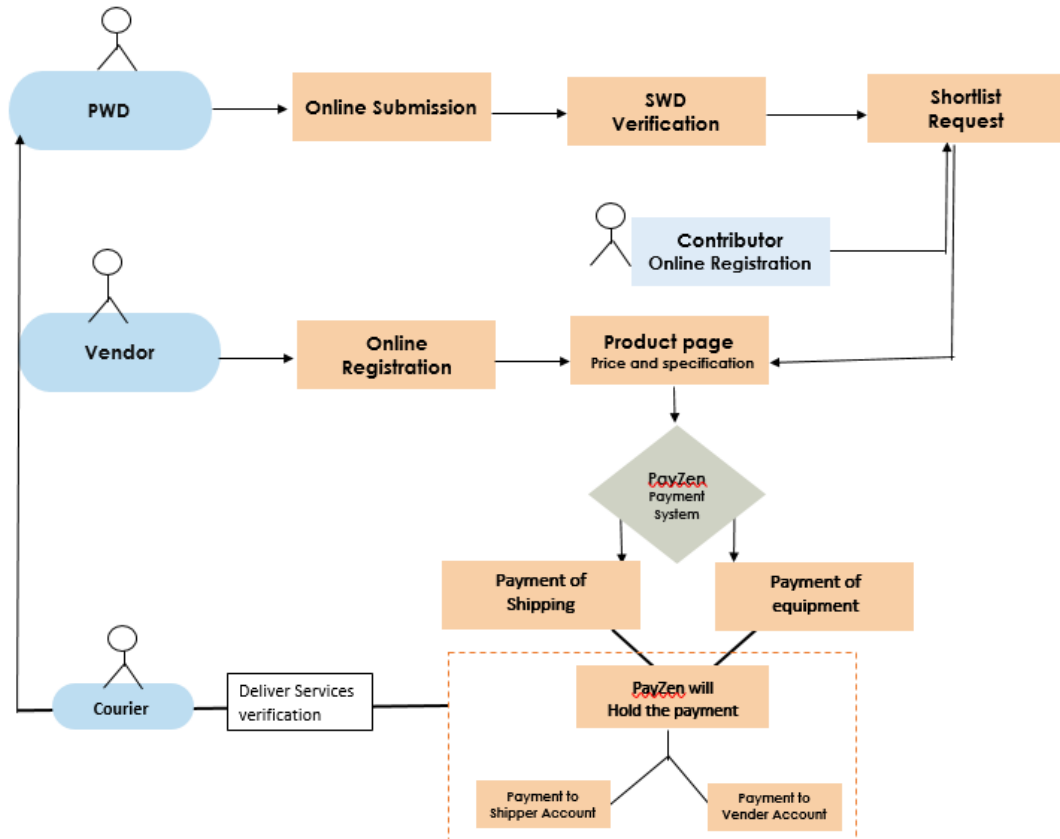 PWD
Online Submission
SWD
Verification
Shortlist
Request
Contributor
Online Registration
Vendor
Online
Registration
Product page
Price and specification
PayZen
Payment
System
Payment of
Shipping
Payment of
equipment
Courier
Deliver Services
verification
PayZen will
Hold the payment
Payment to
Shipper Account
Payment to
Vender Account